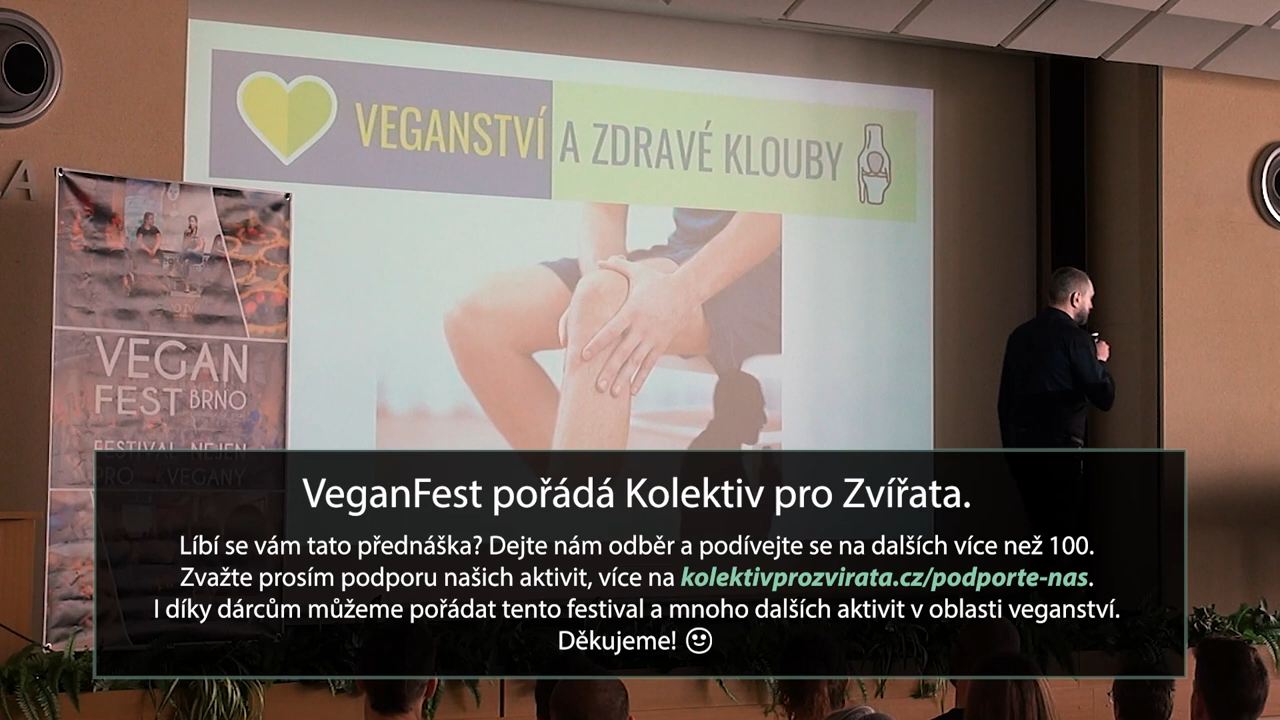 A
VEGANSTVÍ A ZDRAVÉ KLOUBY
VEGAN
FEST BRNO
FESTIVAL NEJEN
PRO VEGANY
VeganFest pořádá Kolektiv pro Zvířata.
Líbí se vám tato přednáška? Dejte nám odběr a podívejte se na dalších více než 100.
Zvažte prosím podporu našich aktivit, více na kolektivprozvirata.cz/podporte-nas.
I díky dárcům můžeme pořádat tento festival a mnoho dalších aktivit v oblasti veganství.
Děkujeme! 🙂